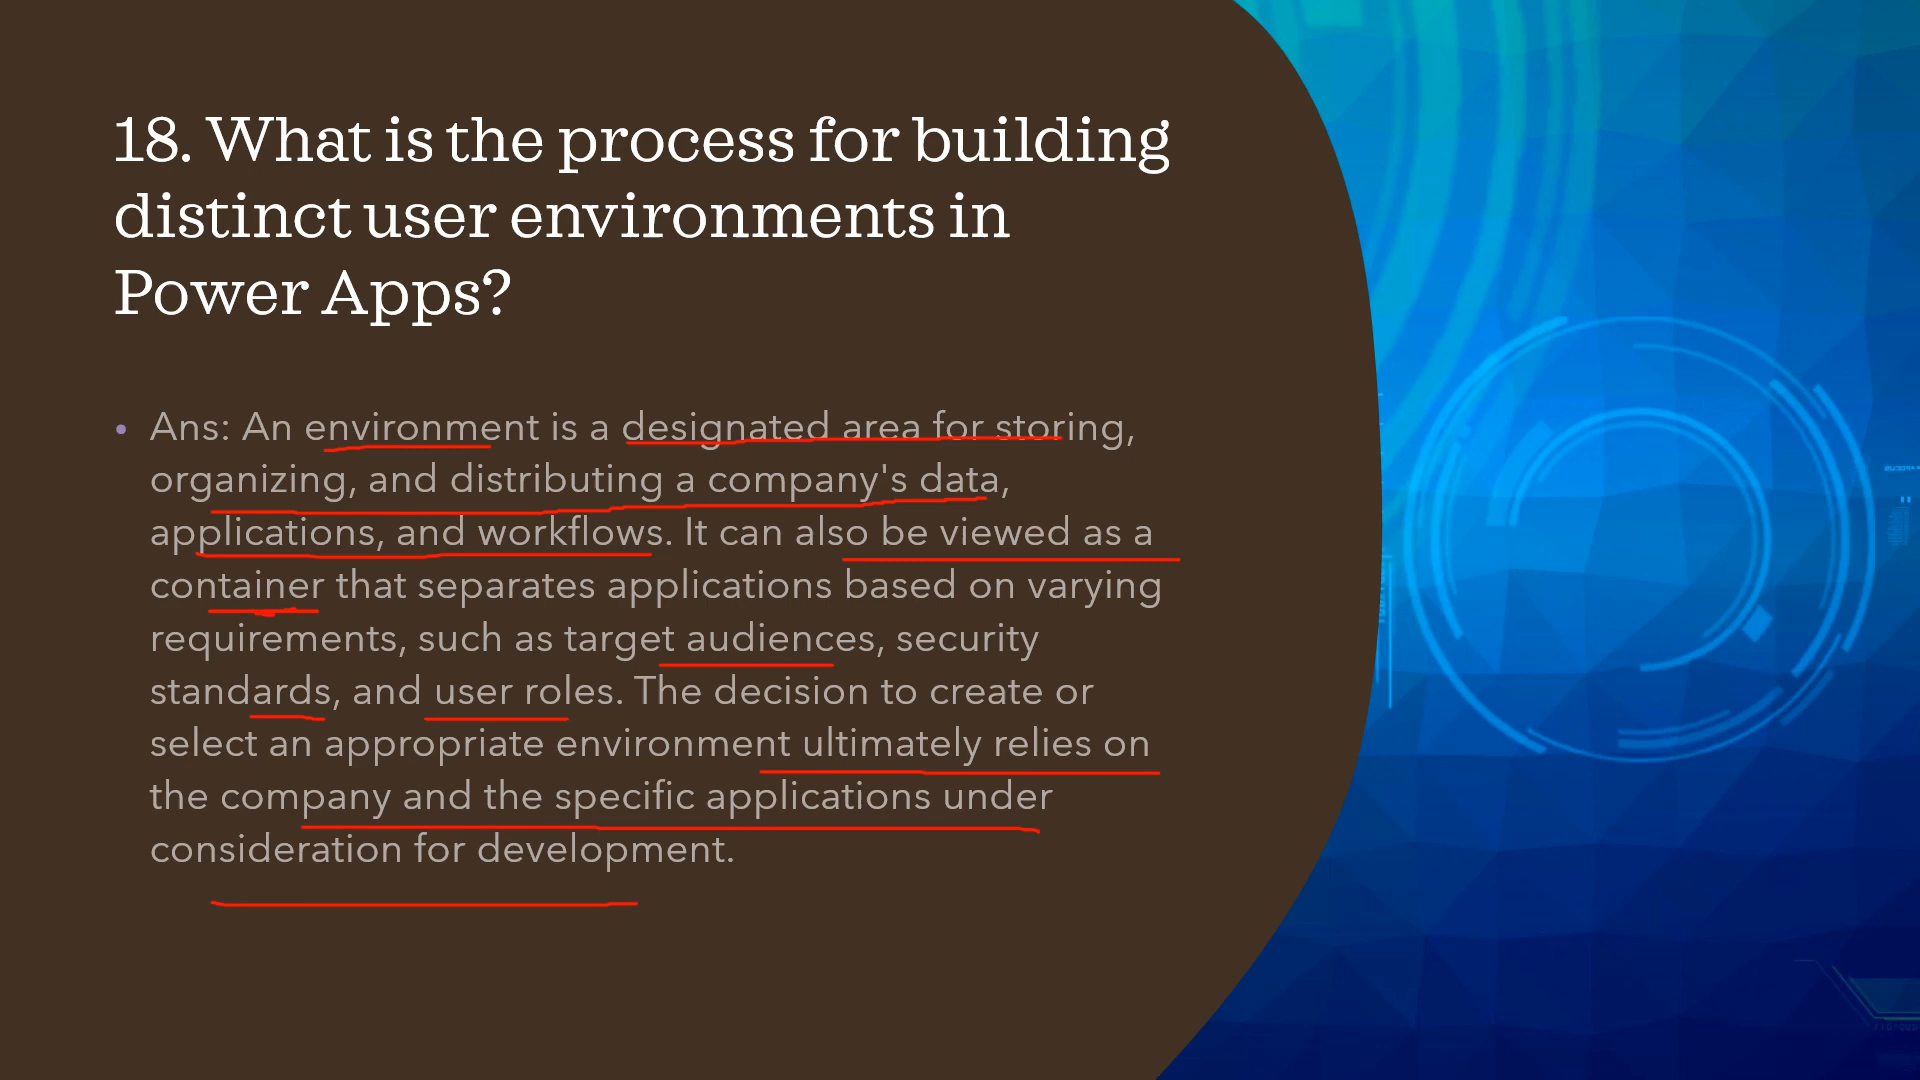 18. What is the process for building
distinct user environments in
Power Apps?
• Ans: An environment is a designated area for storing,
organizing, and distributing a company's data,
applications, and workflows. It can also be viewed as a
container that separates applications based on varying
requirements, such as target audiences, security
standards, and user roles. The decision to create or
select an appropriate environment ultimately relies on
the company and the specific applications under
consideration for development.